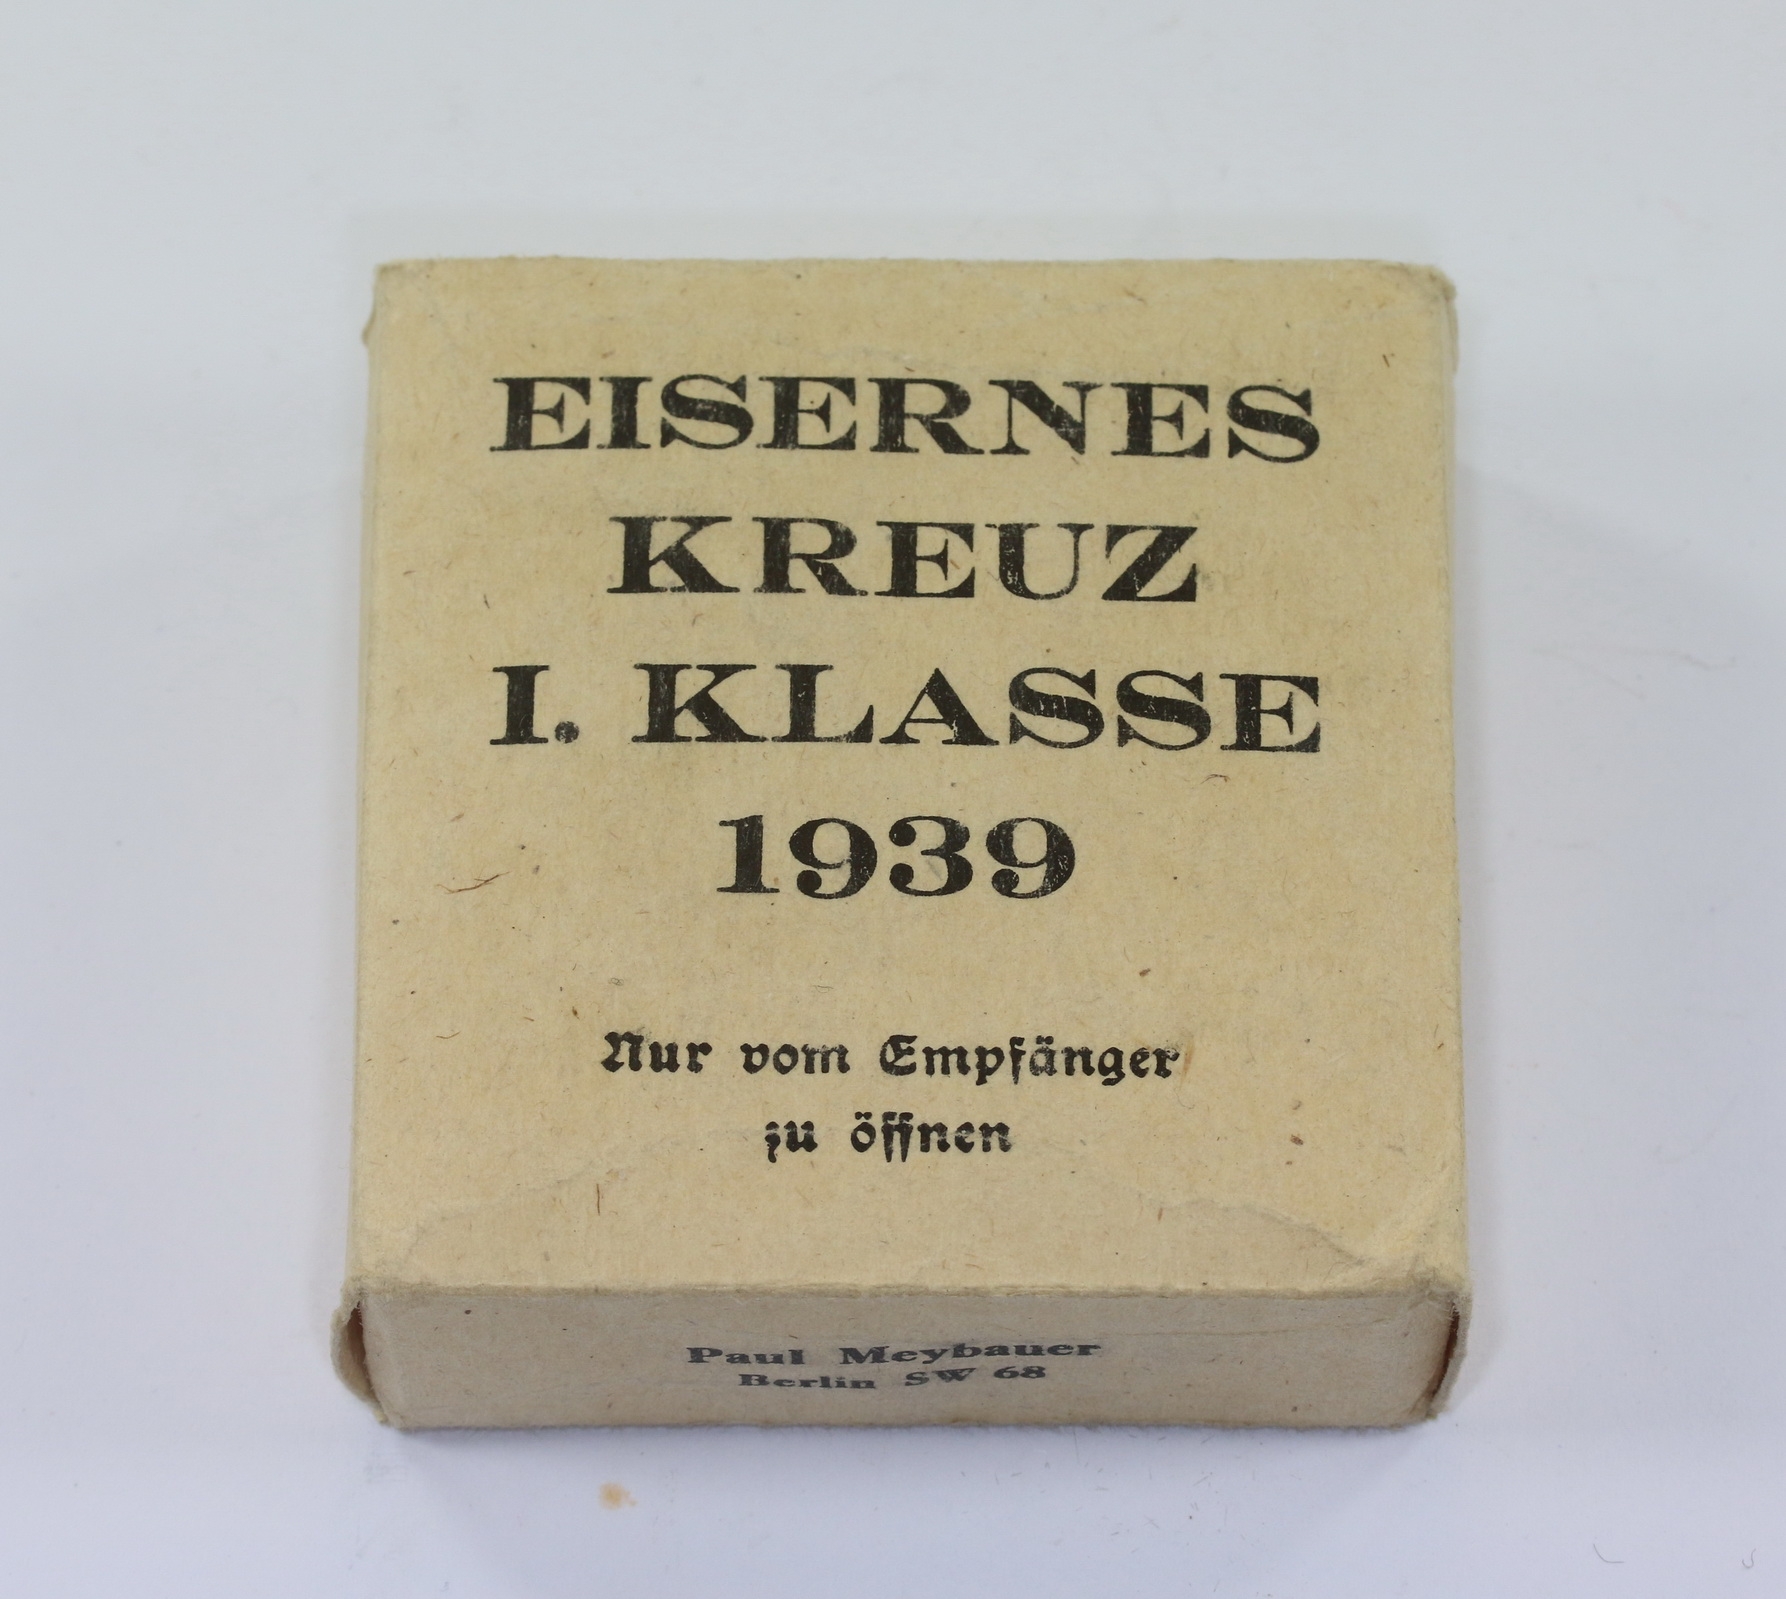 EISERNES
KREUZ
I. KLASSE
1939
Nur vom Empfänger
zu öffnen
Paul Meybauer
Berlin SW 68